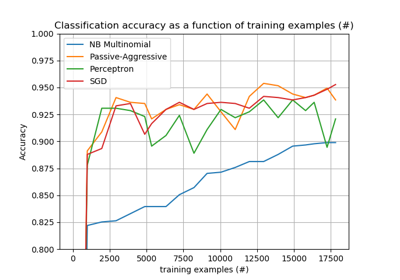 Classification accuracy as a function of training examples (#)
1.000
0.975
0.950
0.925
0.900
0.875
0.850
0.825
0.800
Accuracy
NB Multinomial
Passive-Aggressive
Perceptron
SGD
0 2500 5000 7500 10000 12500 15000 17500
training examples (#)